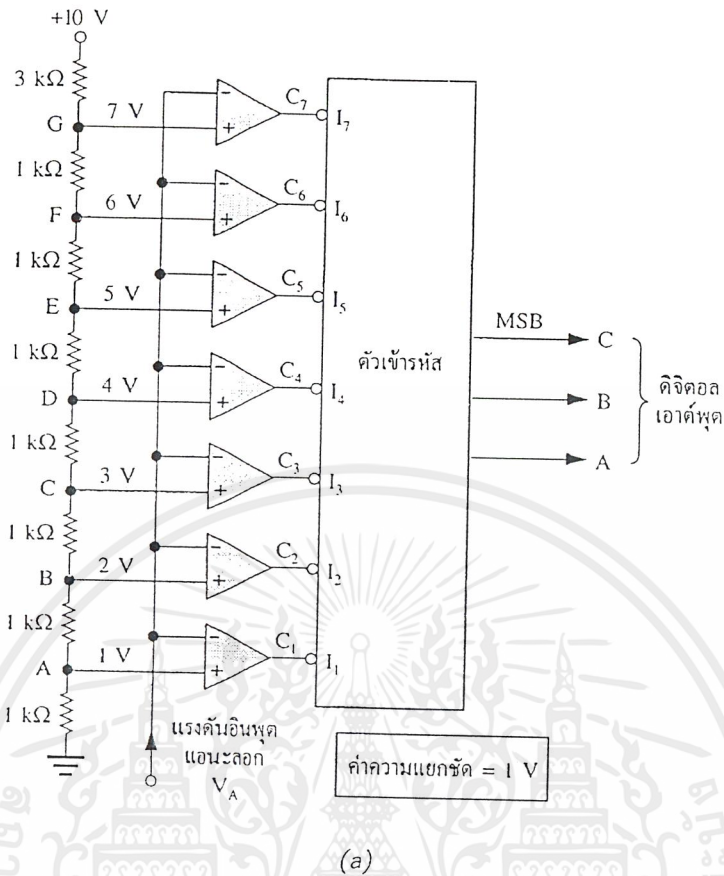 +10 V
3 kΩ
G 7 V
- + C₇ I₇
1 kΩ
F 6 V
- + C₆ I₆
1 kΩ
E 5 V
- + C₅ I₅
1 kΩ
D 4 V
- + C₄ I₄
1 kΩ
C 3 V
- + C₃ I₃
1 kΩ
B 2 V
- + C₂ I₂
1 kΩ
A 1 V
- + C₁ I₁
1 kΩ
ตัวเข้ารหัส
MSB C
B
A
ดิจิตอล
เอาต์พุต
แรงดันอินพุต
แอนะลอก
V_A
ค่าความแยกชัด = 1 V
(a)